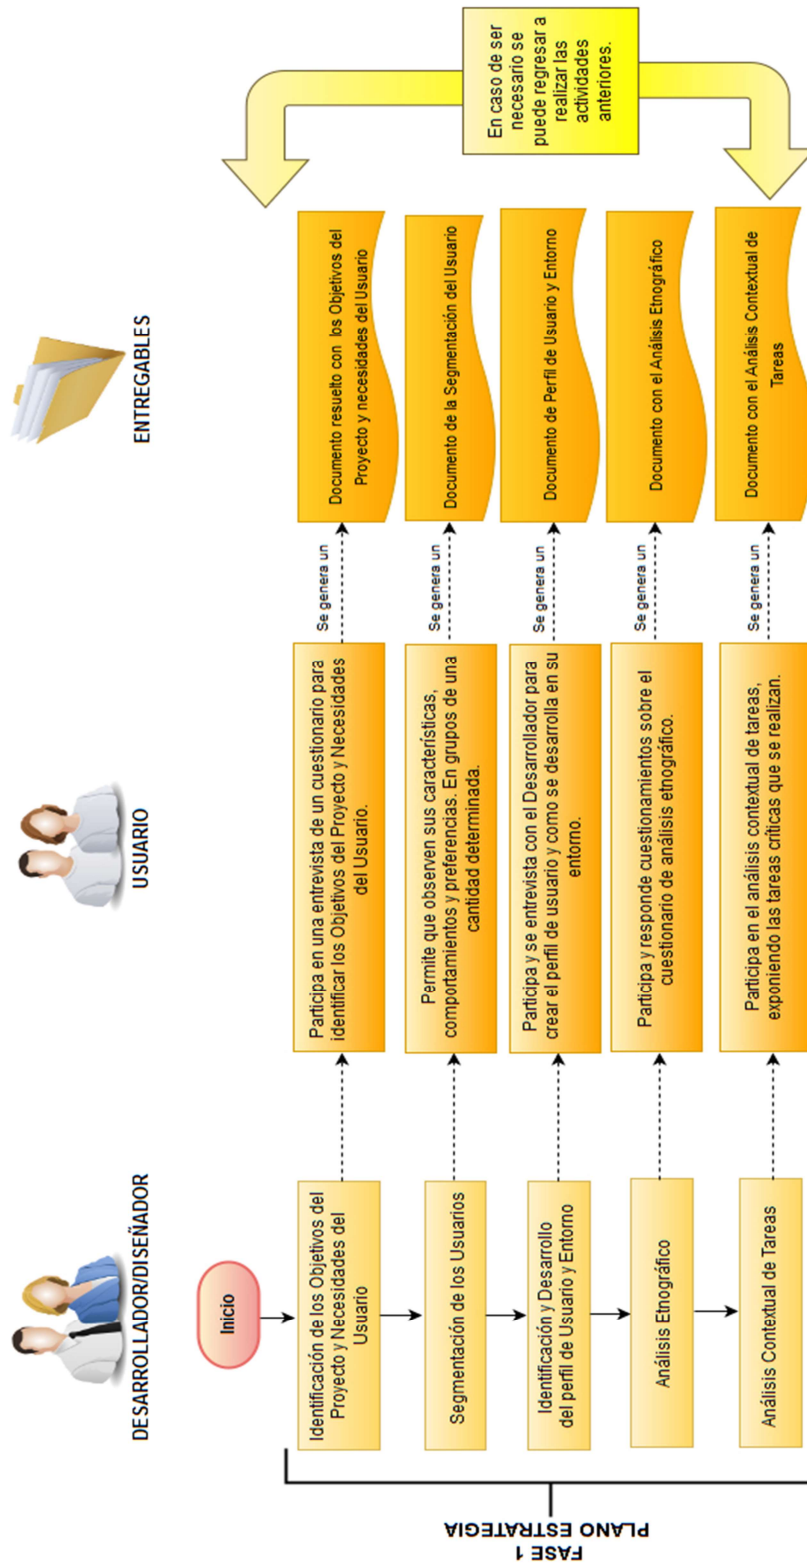 DESARROLLADOR/DISEÑADOR
USUARIO
ENTREGABLES
FASE 1
PLANO ESTRATEGIA
Inicio
Identificación de los Objetivos del
Proyecto y Necesidades del
Usuario
Participa en una entrevista de un cuestionario para
identificar los Objetivos del Proyecto y Necesidades
del Usuario.
Se genera un
Documento resuelto con los Objetivos del
Proyecto y necesidades del Usuario
Segmentación de los Usuarios
Permite que observen sus características,
comportamientos y preferencias. En grupos de una
cantidad determinada.
Se genera un
Documento de la Segmentación del Usuario
Identificación y Desarrollo
del perfil de Usuario y Entorno
Participa y se entrevista con el Desarrollador para
crear el perfil de usuario y como se desarrolla en su
entorno.
Se genera un
Documento de Perfil de Usuario y Entorno
Análisis Etnográfico
Participa y responde cuestionamientos sobre el
cuestionario de análisis etnográfico.
Se genera un
Documento con el Análisis Etnográfico
Análisis Contextual de Tareas
Participa en el análisis contextual de tareas,
exponiendo las tareas críticas que se realizan.
Se genera un
Documento con el Análisis Contextual de
Tareas
En caso de ser
necesario se
puede regresar a
realizar las
actividades
anteriores.